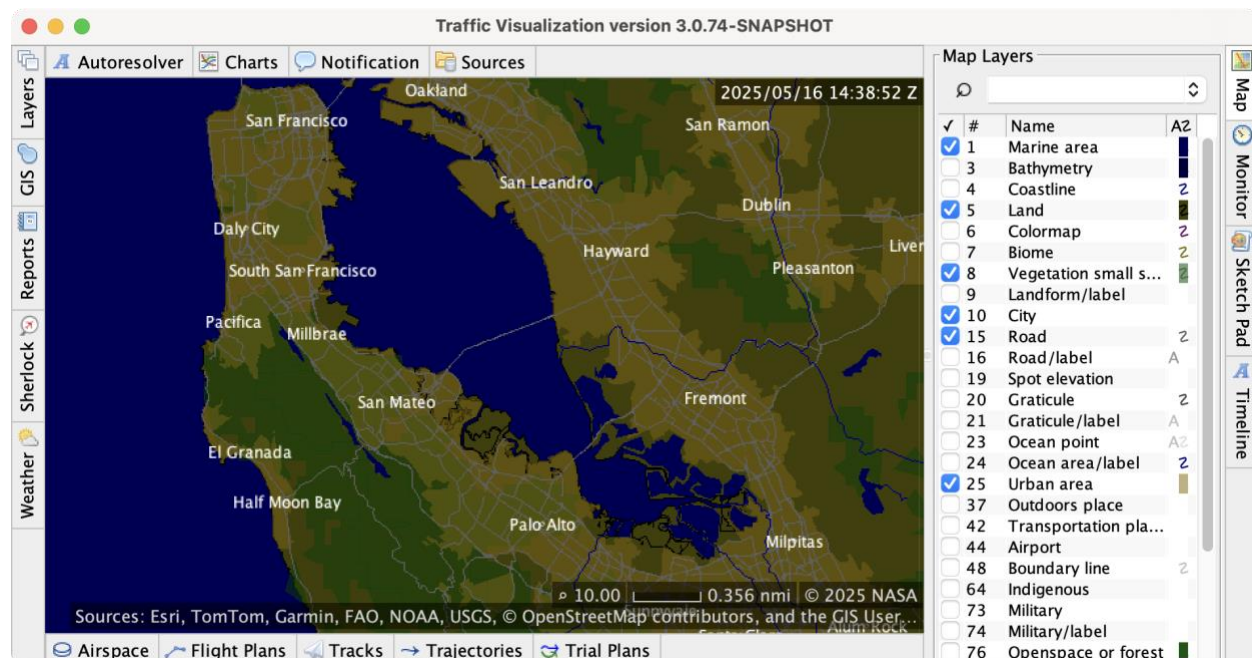 Traffic Visualization version 3.0.74-SNAPSHOT
Layers
GIS
Reports
Sherlock
Weather
Autoresolver
Charts
Notification
Sources
2025/05/16 14:38:52 Z
Oakland
San Francisco
San Ramon
San Leandro
Dublin
Daly City
Hayward
Liver
South San Francisco
Pleasanton
Pacifica
Millbrae
San Mateo
Fremont
El Granada
Half Moon Bay
Palo Alto
Milpitas
10.00
0.356 nmi
© 2025 NASA
Sunnyvale
Sources: Esri, TomTom, Garmin, FAO, NOAA, USGS, © OpenStreetMap contributors, and the GIS User...
Alum Rock
Airspace
Flight Plans
Tracks
Trajectories
Trial Plans
Map Layers
✓ # Name AZ
1 Marine area
3 Bathymetry
4 Coastline
5 Land
6 Colormap
7 Biome
8 Vegetation small s...
9 Landform/label
10 City
15 Road
16 Road/label A
19 Spot elevation
20 Graticule
21 Graticule/label A
23 Ocean point AZ
24 Ocean area/label
25 Urban area
37 Outdoors place
42 Transportation pla...
44 Airport
48 Boundary line
64 Indigenous
73 Military
74 Military/label
76 Openspace or forest
Map
Monitor
Sketch Pad
Timeline